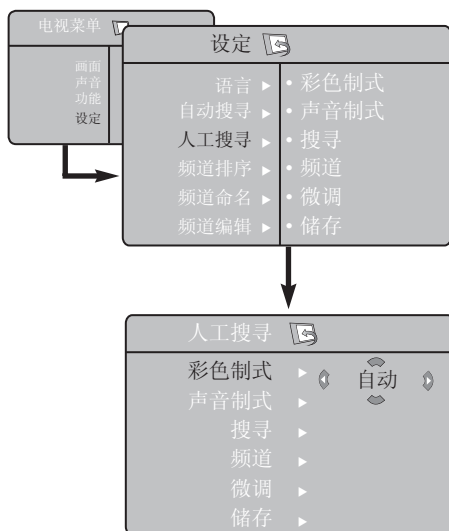 电视菜单
画面
声音
功能
设定
设定
语言 ▶ • 彩色制式
自动搜寻 ▶ • 声音制式
人工搜寻 ▶ • 搜寻
频道排序 ▶ • 频道
频道命名 ▶ • 微调
频道编辑 ▶ • 储存
人工搜寻
彩色制式 ▶ 自动
声音制式 ▶
搜寻 ▶
频道 ▶
微调 ▶
储存 ▶